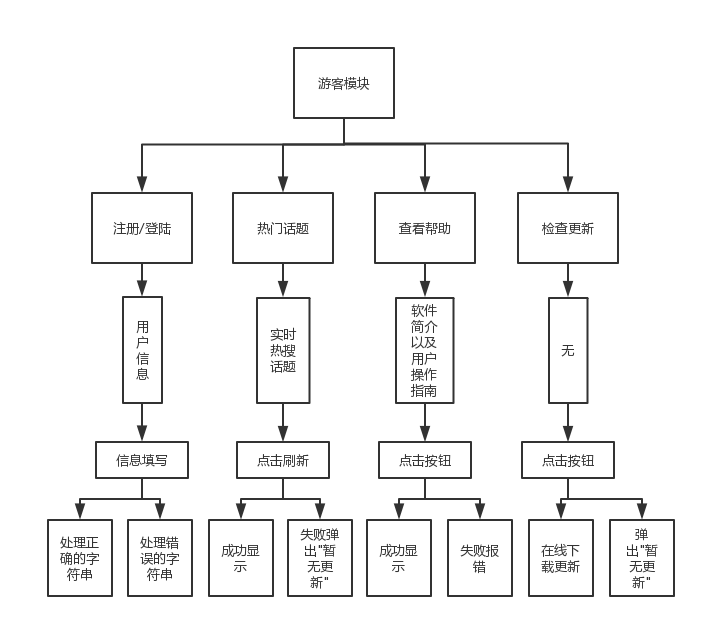 游客模块
注册/登陆
热门话题
查看帮助
检查更新
用
户
信
息
实时
热搜
话题
软件
简介
以及
用户
操作
指南
无
信息填写
点击刷新
点击按钮
点击按钮
处理正
确的字
符串
处理错
误的字
符串
成功显
示
失败弹
出"暂
无更
新"
成功显
示
失败报
错
在线下
载更新
弹
出"暂
无更
新"